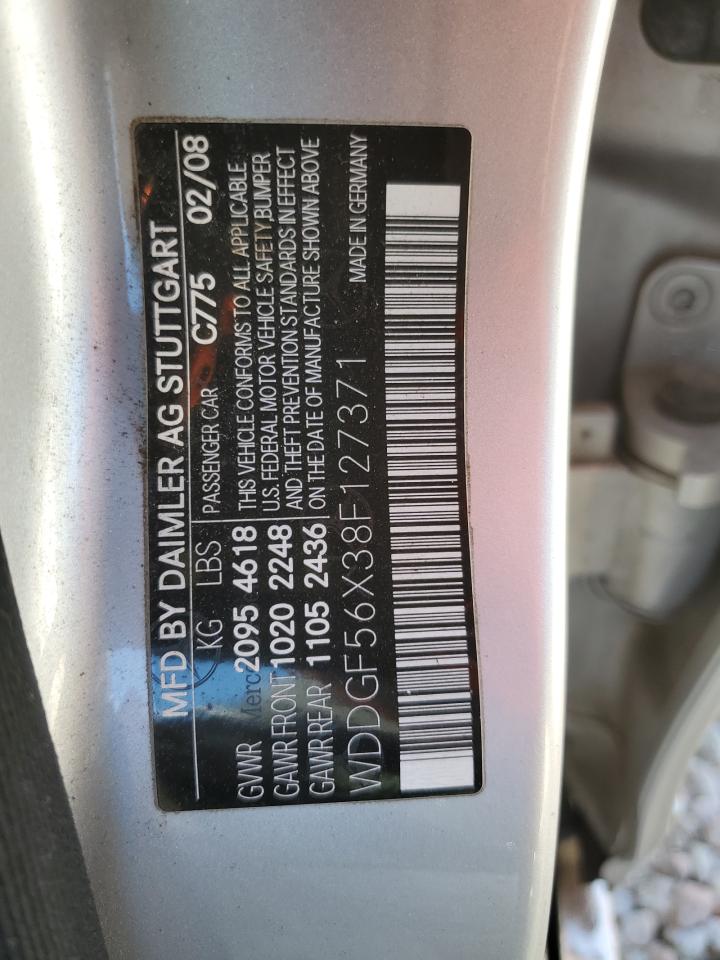 MFD BY DAIMLER AG STUTTGART
KG LBS PASSENGER CAR C775 02/08
GVWR 2095 4618
GAWR FRONT 1020 2248
GAWR REAR 1105 2436
THIS VEHICLE CONFORMS TO ALL APPLICABLE
U.S. FEDERAL MOTOR VEHICLE SAFETY, BUMPER
AND THEFT PREVENTION STANDARDS IN EFFECT
ON THE DATE OF MANUFACTURE SHOWN ABOVE
WDDGF56X38F127371 MADE IN GERMANY